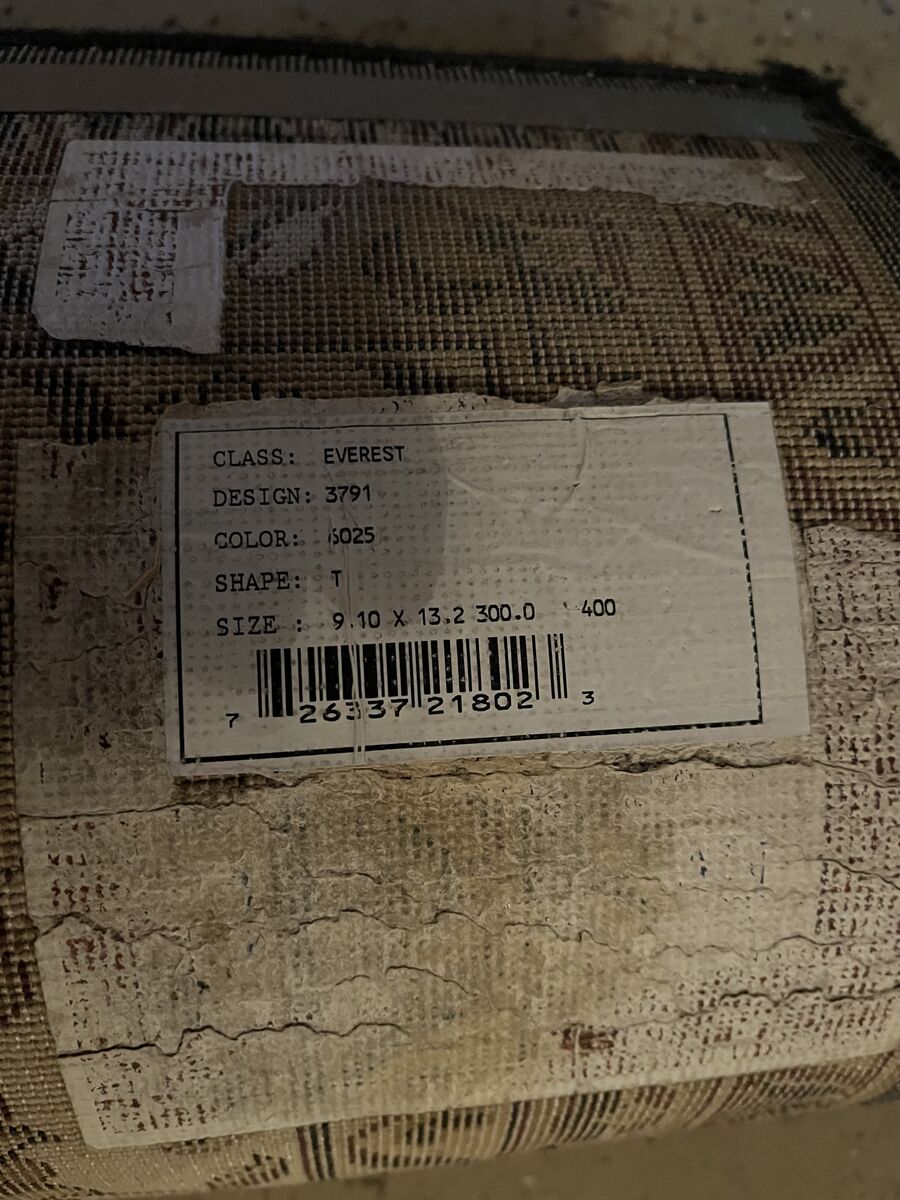 CLASS: EVEREST
DESIGN: 3791
COLOR: 6025
SHAPE: T
SIZE : 9.10 X 13.2 300.0 400
7 26337 21802 3